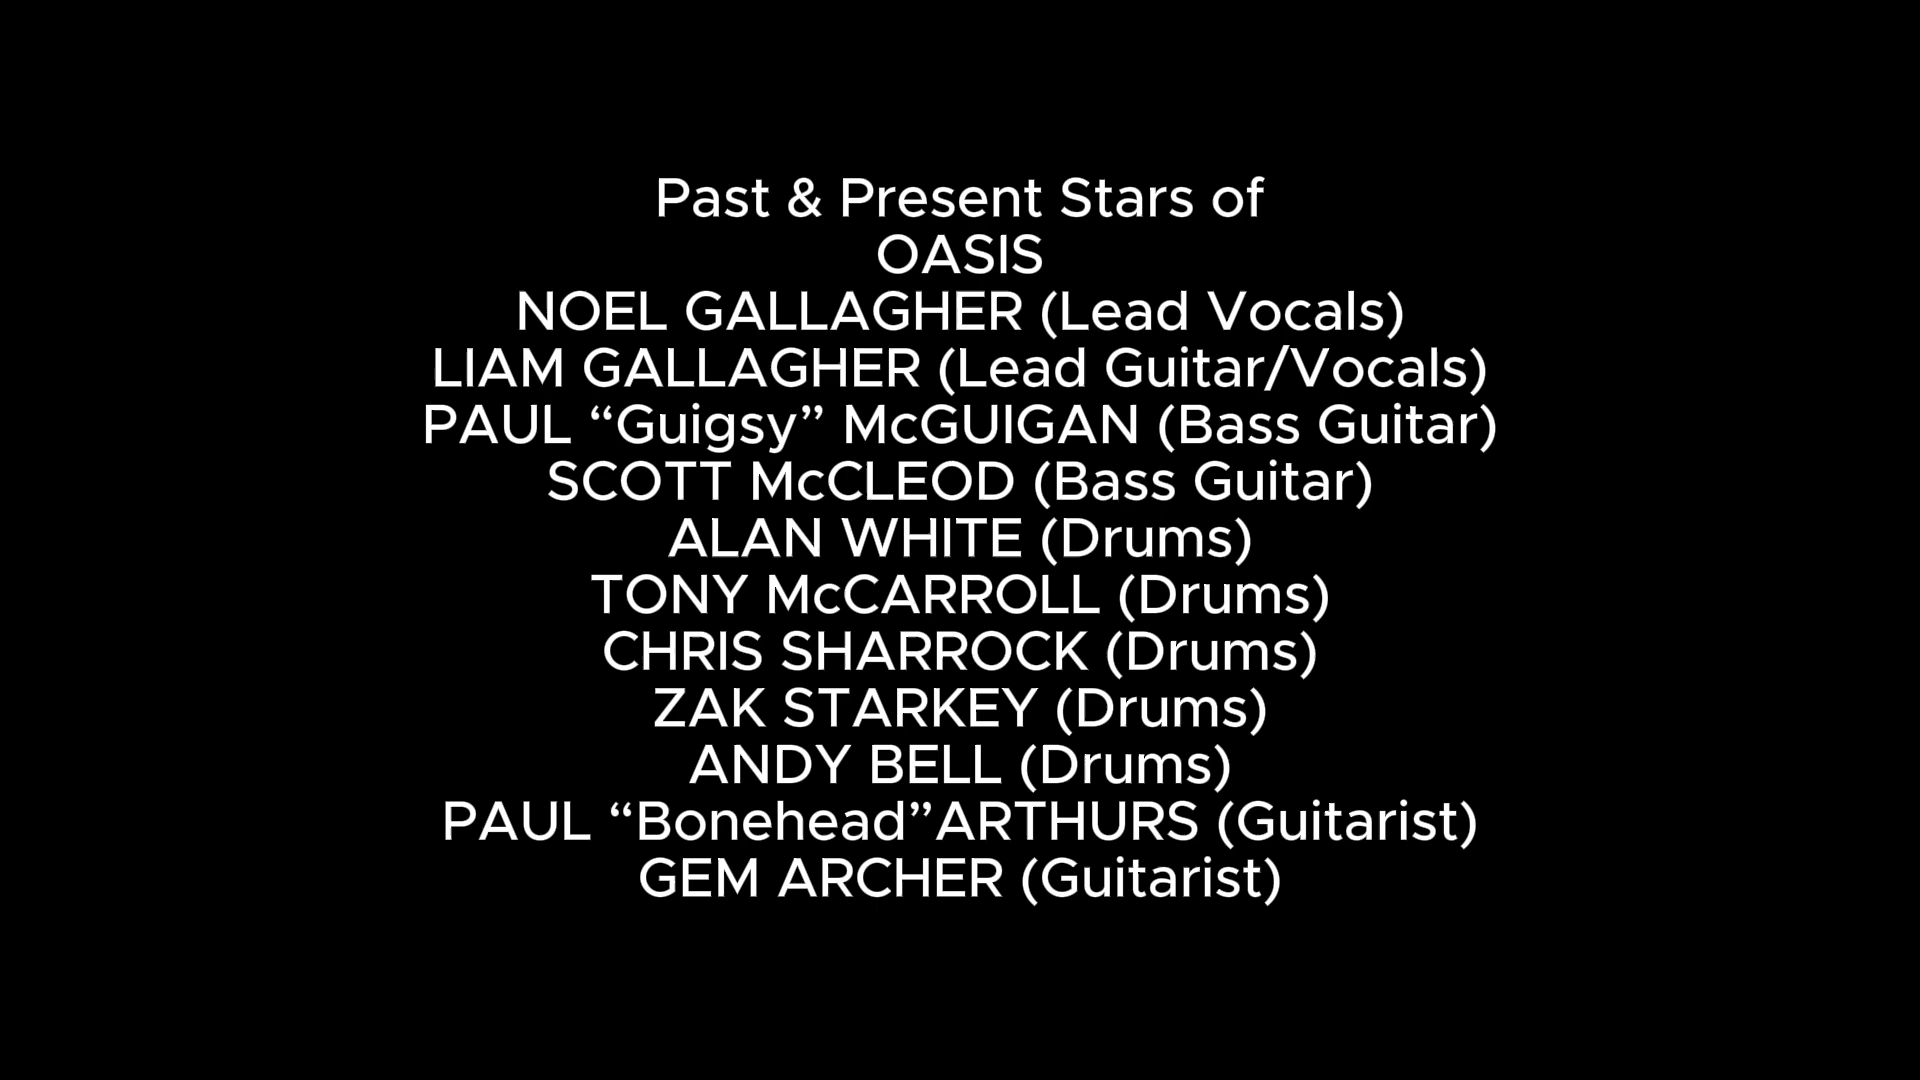 Past & Present Stars of
OASIS
NOEL GALLAGHER (Lead Vocals)
LIAM GALLAGHER (Lead Guitar/Vocals)
PAUL “Guigsy” McGUIGAN (Bass Guitar)
SCOTT McCLEOD (Bass Guitar)
ALAN WHITE (Drums)
TONY McCARROLL (Drums)
CHRIS SHARROCK (Drums)
ZAK STARKEY (Drums)
ANDY BELL (Drums)
PAUL “Bonehead”ARTHURS (Guitarist)
GEM ARCHER (Guitarist)